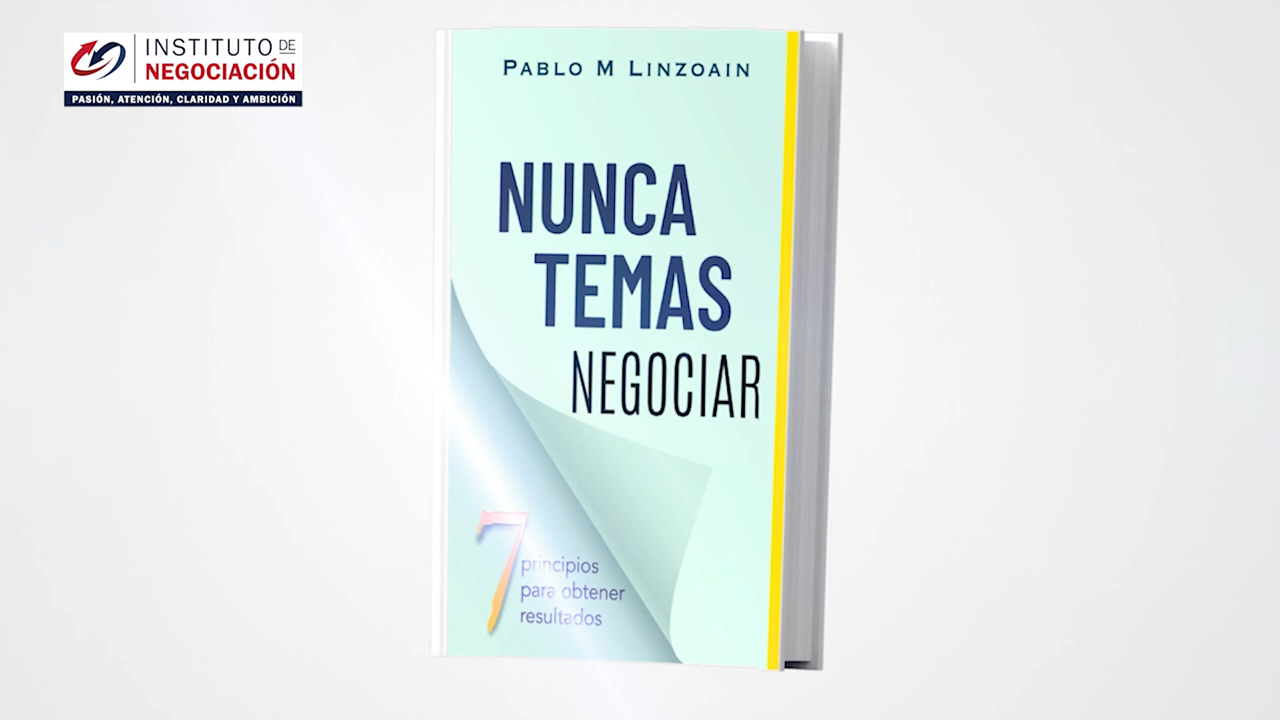 INSTITUTO DE
NEGOCIACIÓN
PASIÓN, ATENCIÓN, CLARIDAD Y AMBICIÓN
PABLO M LINZOAIN
NUNCA
TEMAS
NEGOCIAR
7 principios
para obtener
resultados